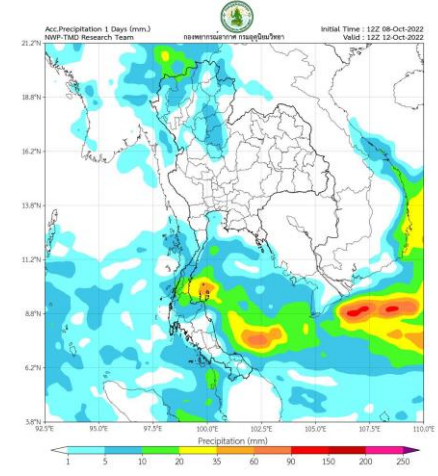 Acc.Precipitation 1 Days (mm.)
Initial Time : 12Z 08-Oct-2022
NWP-TMD Research Team
กองพยากรณ์อากาศ กรมอุตุนิยมวิทยา
Valid : 12Z 12-Oct-2022
21.2°N
18.8°N
16.2°N
13.8°N
11.2°N
8.8°N
6.2°N
3.8°N
92.5°E 95.0°E 97.5°E 100.0°E 102.5°E 105.0°E 107.5°E 110.0°E
Precipitation (mm)
1 5 10 20 35 60 90 150 200 250